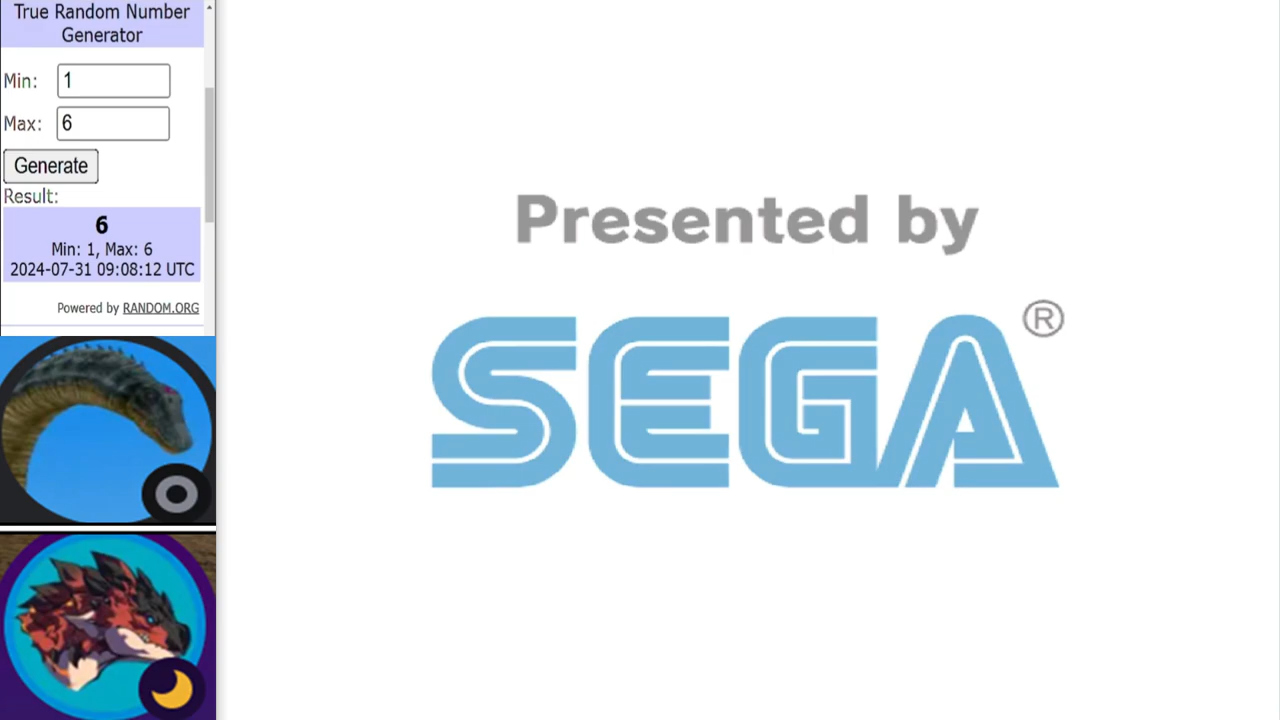 True Random Number
Generator
Min: 1
Max: 6
Generate
Result:
6
Min: 1, Max: 6
2024-07-31 09:08:12 UTC
Powered by RANDOM.ORG
Presented by
SEGA®